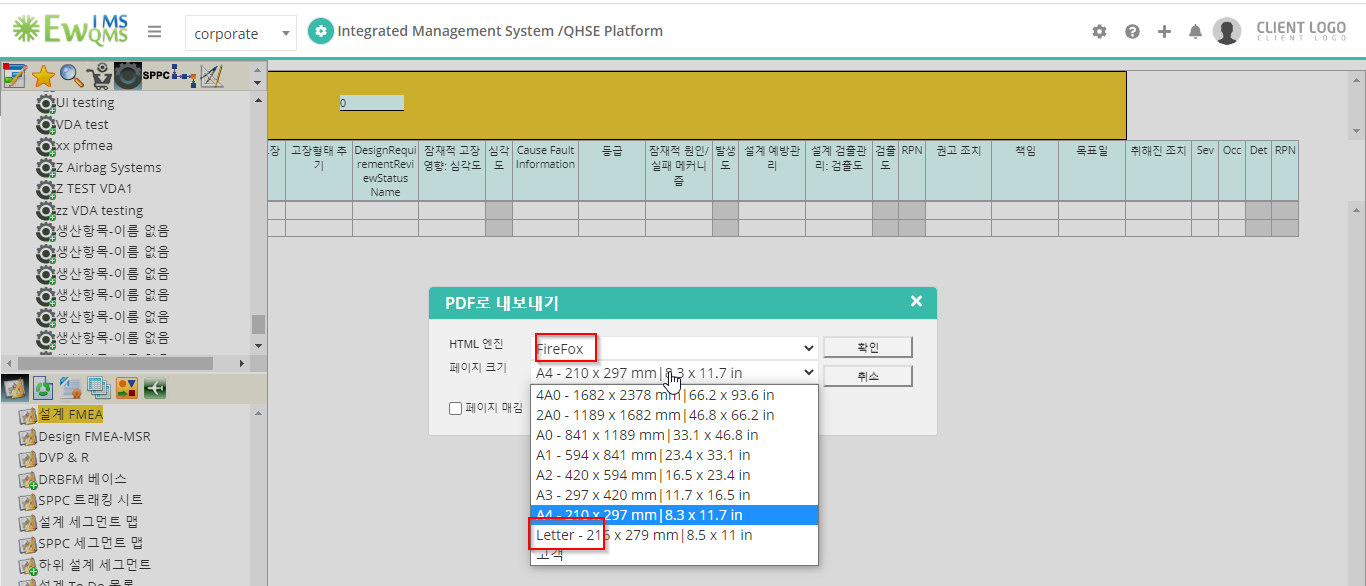 EwQMS IMS
corporate
Integrated Management System /QHSE Platform
CLIENT LOGO
CLIENT LOGO
SPPC
UI testing
VDA test
xx pfmea
Z Airbag Systems
Z TEST VDA1
zz VDA testing
생산항목-이름 없음
생산항목-이름 없음
생산항목-이름 없음
생산항목-이름 없음
생산항목-이름 없음
생산항목-이름 없음
설계 FMEA
Design FMEA-MSR
DVP & R
DRBFM 베이스
SPPC 트래킹 시트
설계 세그먼트 맵
SPPC 세그먼트 맵
하위 설계 세그먼트
설계 To Do 목록
0
장
고장형태 추
기
DesignRequi
rementRevi
ewStatus
Name
잠재적 고장
영향: 심각도
심각
도
Cause Fault
Information
등급
잠재적 원인/
실패 메커니
즘
발생
도
설계 예방관
리
설계 검출관
리: 검출도
검출
도
RPN
권고 조치
책임
목표일
취해진 조치
Sev
Occ
Det
RPN
PDF로 내보내기
HTML 엔진
FireFox
확인
페이지 크기
A4 - 210 x 297 mm|8.3 x 11.7 in
취소
페이지 매김
4A0 - 1682 x 2378 mm|66.2 x 93.6 in
2A0 - 1189 x 1682 mm|46.8 x 66.2 in
A0 - 841 x 1189 mm|33.1 x 46.8 in
A1 - 594 x 841 mm|23.4 x 33.1 in
A2 - 420 x 594 mm|16.5 x 23.4 in
A3 - 297 x 420 mm|11.7 x 16.5 in
A4 - 210 x 297 mm|8.3 x 11.7 in
Letter - 216 x 279 mm|8.5 x 11 in
고객